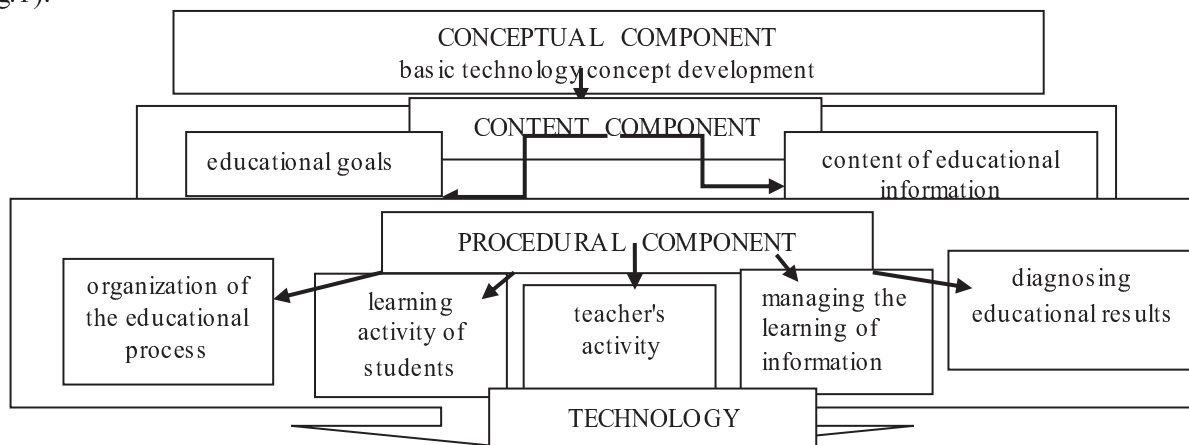 g.1).
CONCEPTUAL COMPONENT
basic technology concept development
CONTENT COMPONENT
educational goals
content of educational
information
PROCEDURAL COMPONENT
organization of
the educational
process
learning
activity of
students
teacher's
activity
managing the
learning of
information
diagnosing
educational results
TECHNOLOGY